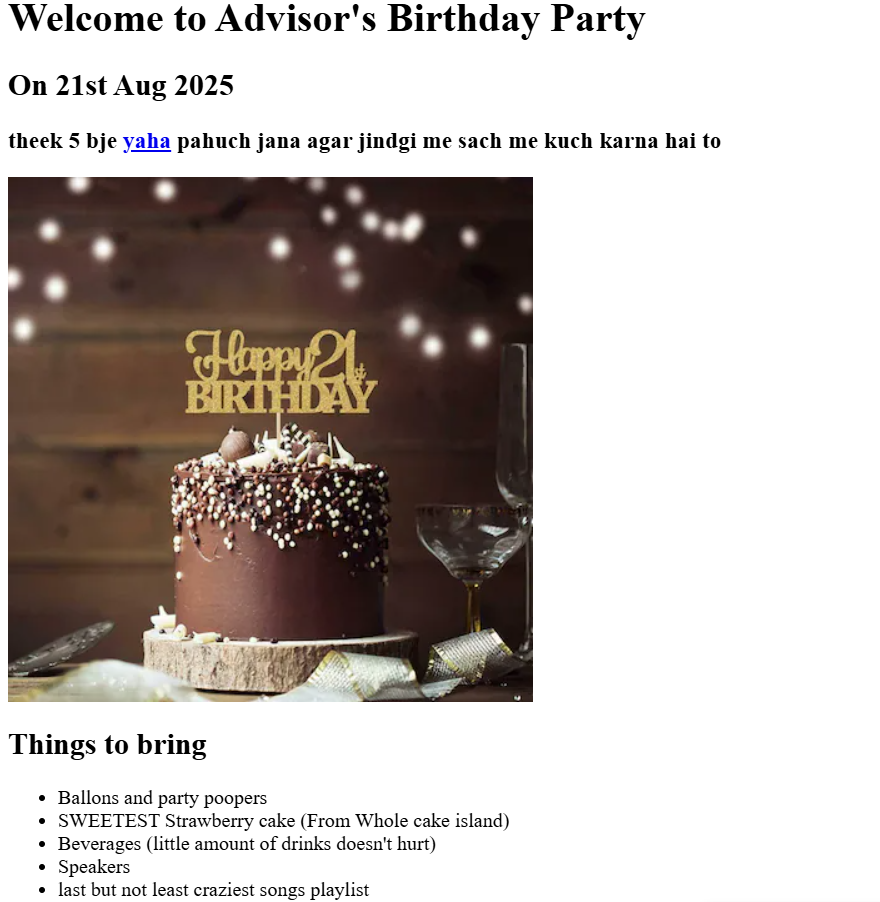 Welcome to Advisor's Birthday Party
On 21st Aug 2025
theek 5 bje yaha pahuch jana agar jindgi me sach me kuch karna hai to
Happy 21st
BIRTHDAY
Things to bring
Ballons and party poopers
SWEETEST Strawberry cake (From Whole cake island)
Beverages (little amount of drinks doesn't hurt)
Speakers
last but not least craziest songs playlist